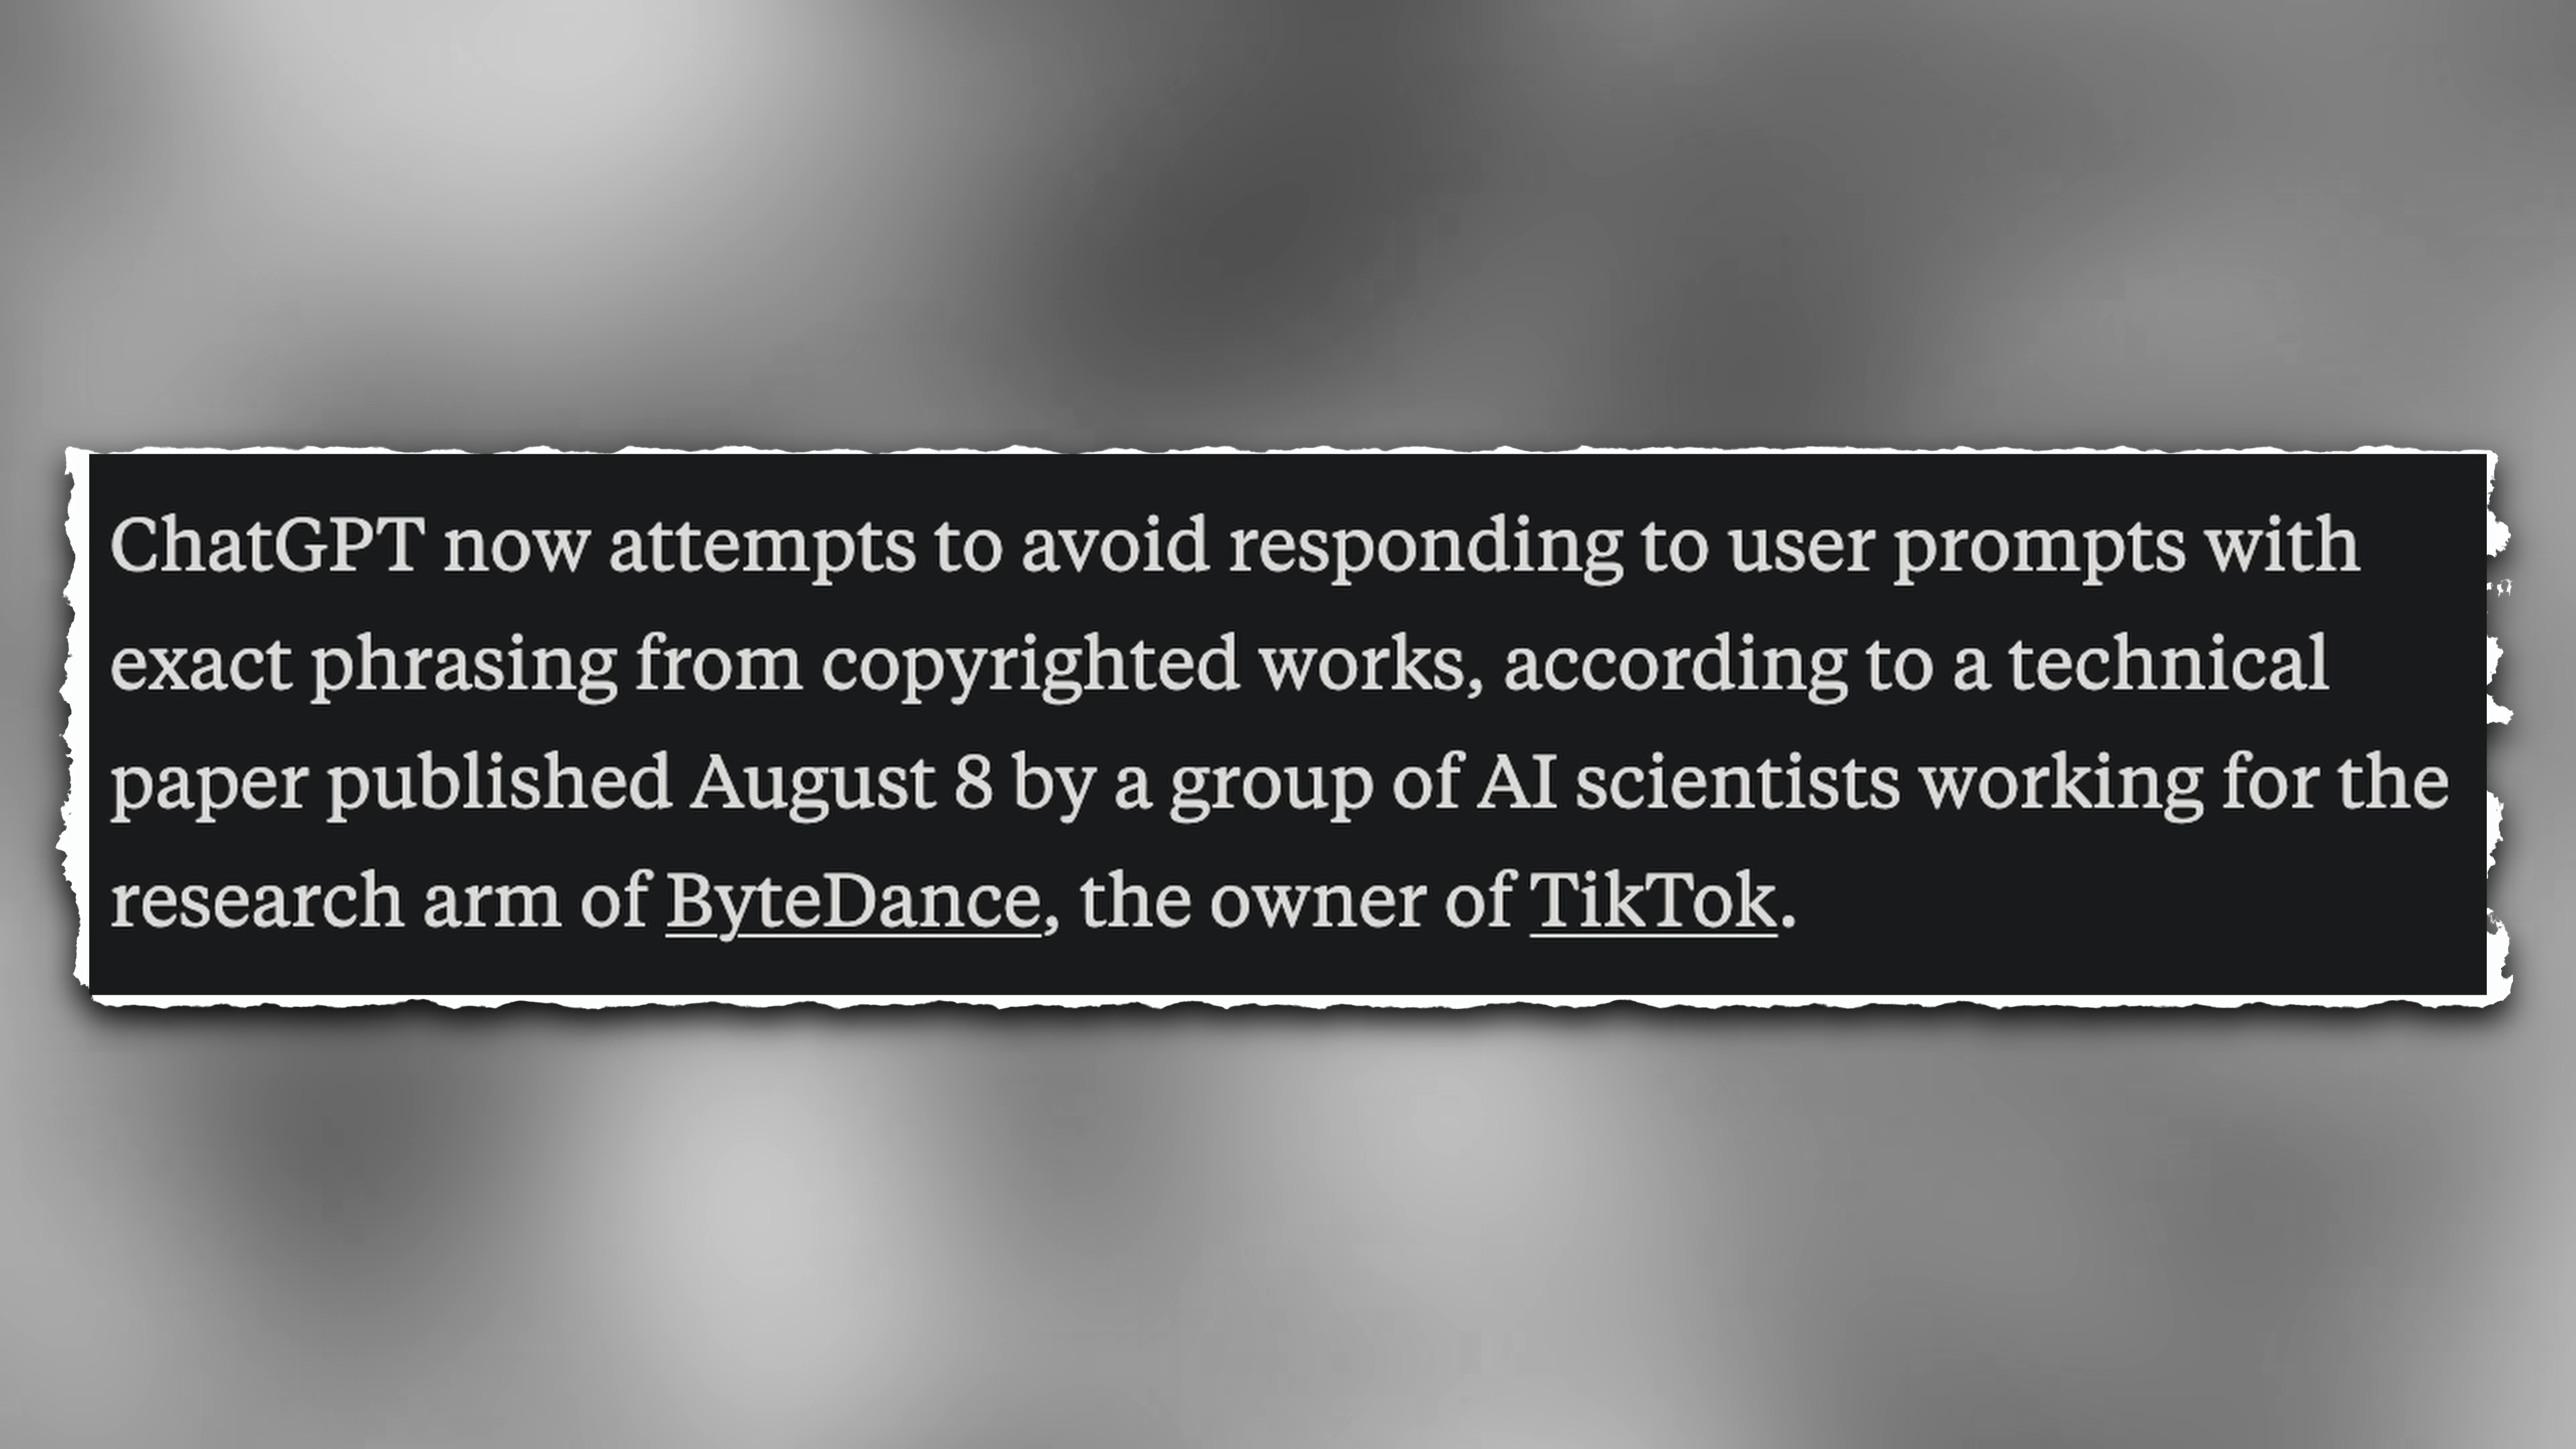 ChatGPT now attempts to avoid responding to user prompts with
exact phrasing from copyrighted works, according to a technical
paper published August 8 by a group of AI scientists working for the
research arm of ByteDance, the owner of TikTok.